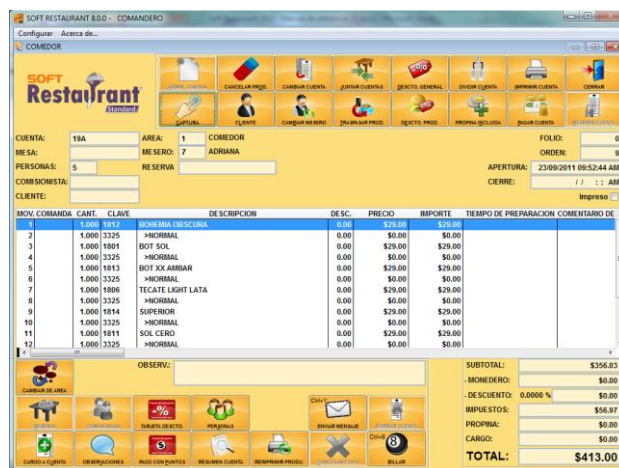 SOFT RESTAURANT 8.0.0 - COMANDERO
Configurar Acerca de...
COMEDOR
SOFT
Restaurant
Standard
CANCELAR PROD. CAMBIAR CUENTA JUNTAR CUENTAS DESCTO. GENERAL DIVIDIR CUENTA IMPRIMIR CUENTA CERRAR
CAPTURA CLIENTE CAMBIAR MESERO TRASPASAR PROD. DESCTO. PROD. PROPINA INCLUIDA PAGAR CUENTA
CUENTA: 19A AREA: 1 COMEDOR FOLIO: 0
MESA: MESERO: 7 ADRIANA ORDEN: 9
PERSONAS: 5 RESERVA APERTURA: 23/09/2011 09:52:44 AM
COMISIONISTA: CIERRE: / / : : AM
CLIENTE: Impreso
MOV. COMANDA CANT. CLAVE DESCRIPCION DESC. PRECIO IMPORTE TIEMPO DE PREPARACION COMENTARIO DE
1 1.000 1812 BOHEMIA OBSCURA 0.00 $29.00 $29.00
2 1.000 3325 >NORMAL 0.00 $0.00 $0.00
3 1.000 1801 BOT SOL 0.00 $29.00 $29.00
4 1.000 3325 >NORMAL 0.00 $0.00 $0.00
5 1.000 1813 BOT XX AMBAR 0.00 $29.00 $29.00
6 1.000 3325 >NORMAL 0.00 $0.00 $0.00
7 1.000 1806 TECATE LIGHT LATA 0.00 $29.00 $29.00
8 1.000 3325 >NORMAL 0.00 $0.00 $0.00
9 1.000 1814 SUPERIOR 0.00 $29.00 $29.00
10 1.000 3325 >NORMAL 0.00 $0.00 $0.00
11 1.000 1811 SOL CERO 0.00 $29.00 $29.00
12 1.000 3325 >NORMAL 0.00 $0.00 $0.00
CAMBIAR DE AREA OBSERV.: SUBTOTAL: $356.03
- MONEDERO: $0.00
- DESCUENTO: 0.0000 % $0.00
TARJETA DESCTO. PERSONAS Ctrl+Y ENVIAR MENSAJE IMPUESTOS: $56.97
PROPINA: $0.00
CARGO: $0.00
CARGO A CUENTA OBSERVACIONES PAGO CON PUNTOS RESUMEN CUENTA REIMPRIMIR PRODU. Ctrl+B 8 BILLAR TOTAL: $413.00